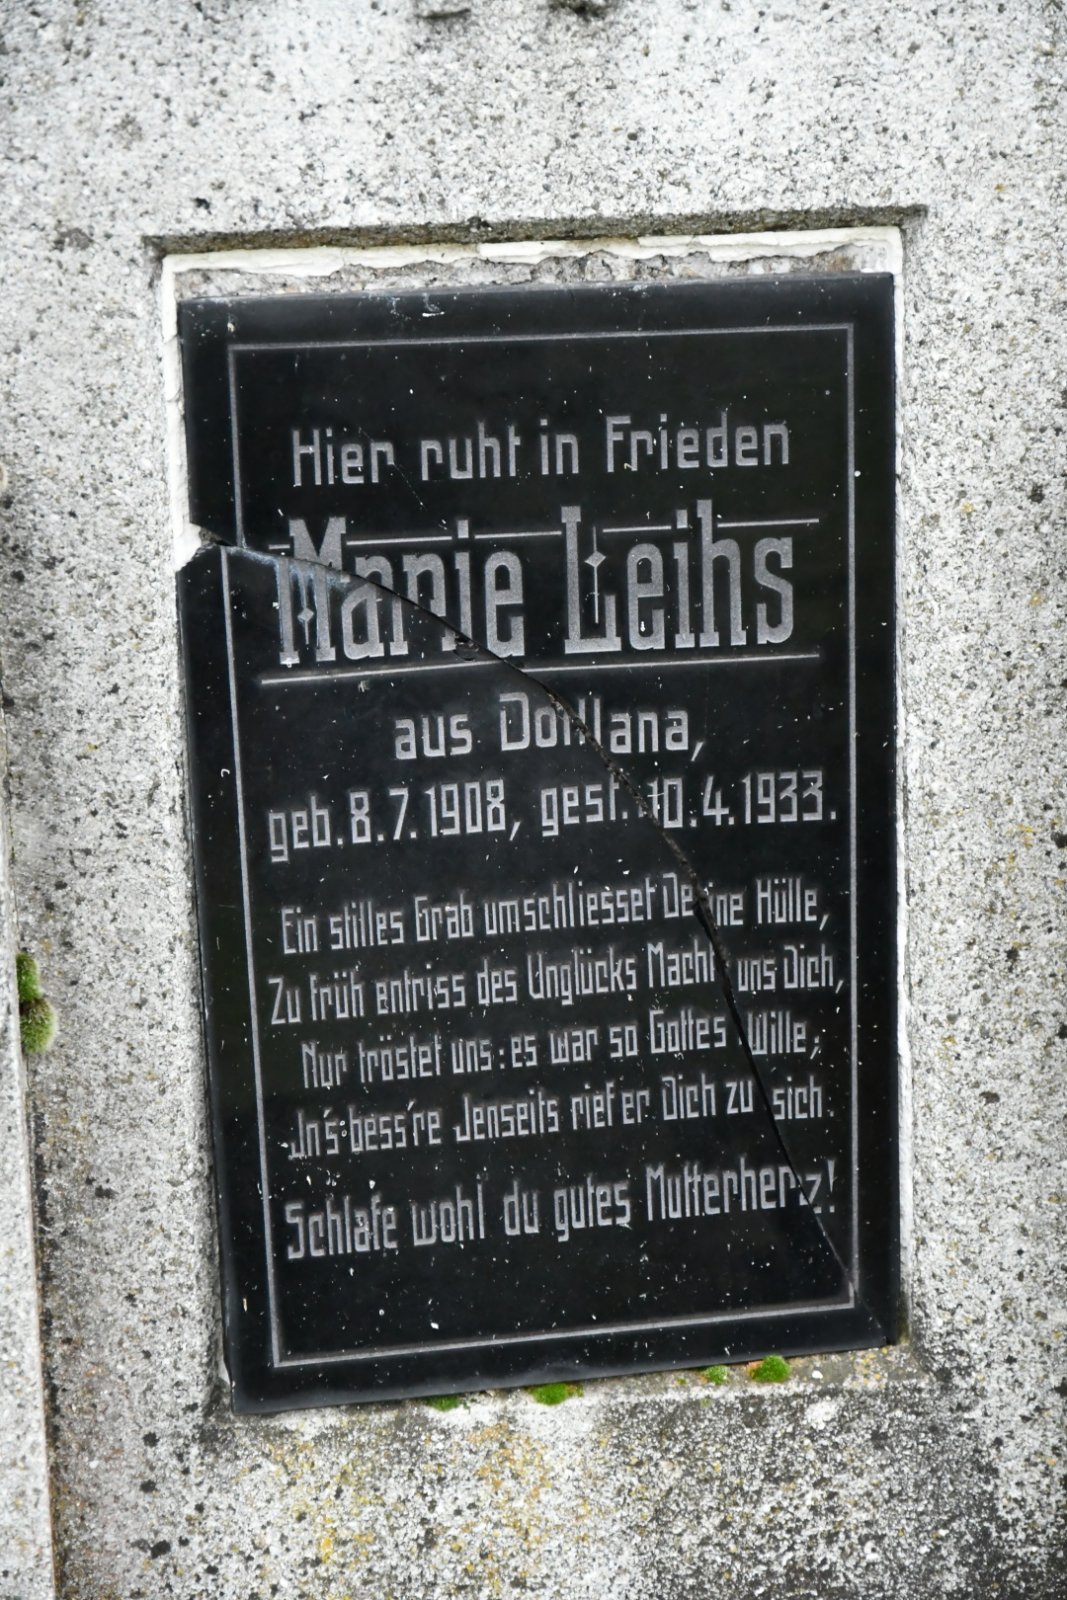 Hier ruht in Frieden
Marie Leihs
aus
geb. 8.7.1908, gest. 10.4.1933.
Ein stilles Grab umschliesset Deine Hülle,
Zu früh entriss des Unglücks Macht uns Dich,
Nur tröstet uns: es war so Gottes Wille;
In's bess're Jenseits rief er Dich zu sich.
Schlafe wohl du gutes Mutterherz!